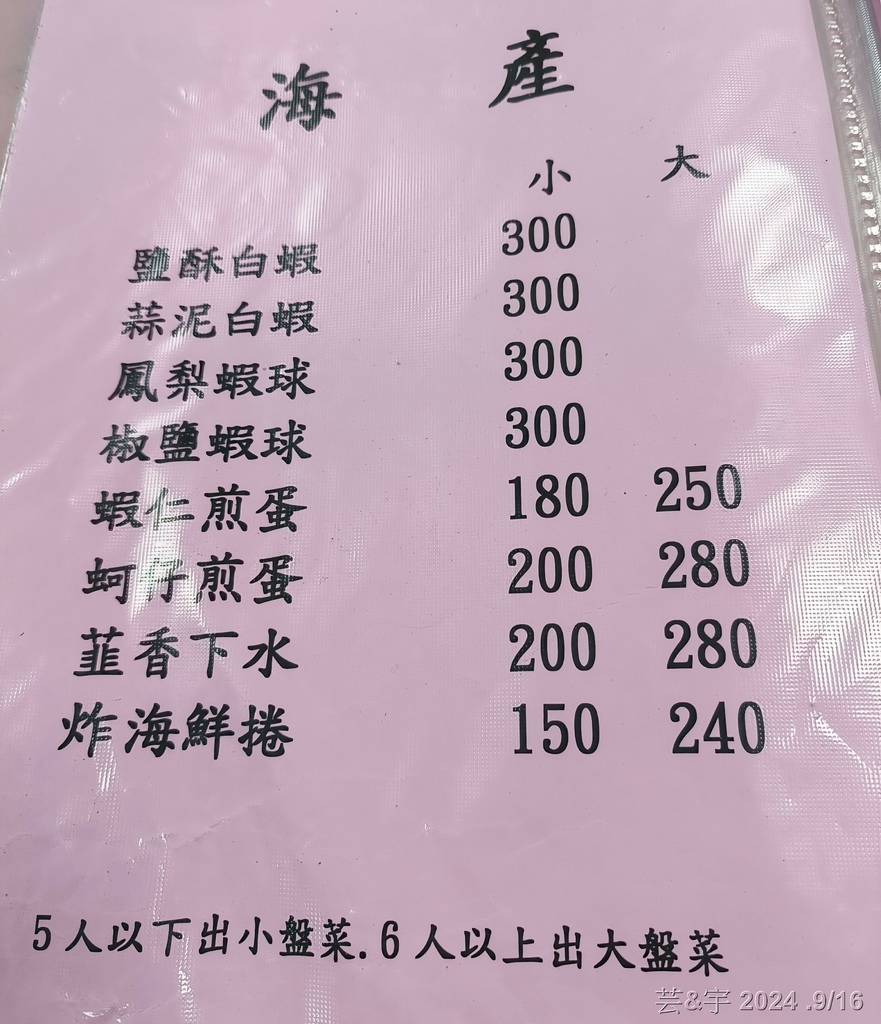 海 產
小 大
鹽酥白蝦 300
蒜泥白蝦 300
鳳梨蝦球 300
椒鹽蝦球 300
蝦仁煎蛋 180 250
蚵仔煎蛋 200 280
韮香下水 200 280
炸海鮮捲 150 240
5人以下出小盤菜.6人以上出大盤菜
芸&宇 2024 .9/16